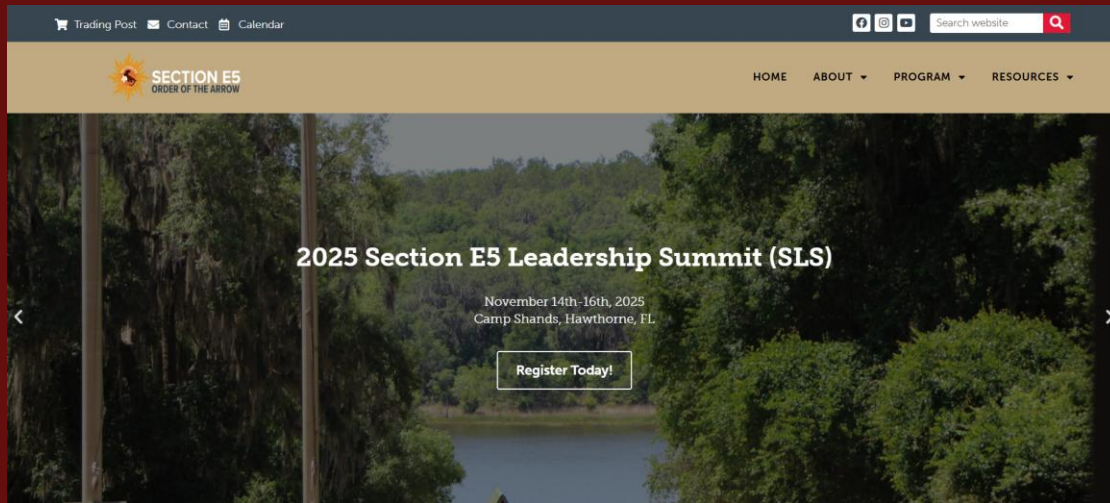 Trading Post Contact Calendar
Search website
SECTION E5
ORDER OF THE ARROW
HOME ABOUT PROGRAM RESOURCES
2025 Section E5 Leadership Summit (SLS)
November 14th-16th, 2025
Camp Shands, Hawthorne, FL
Register Today!